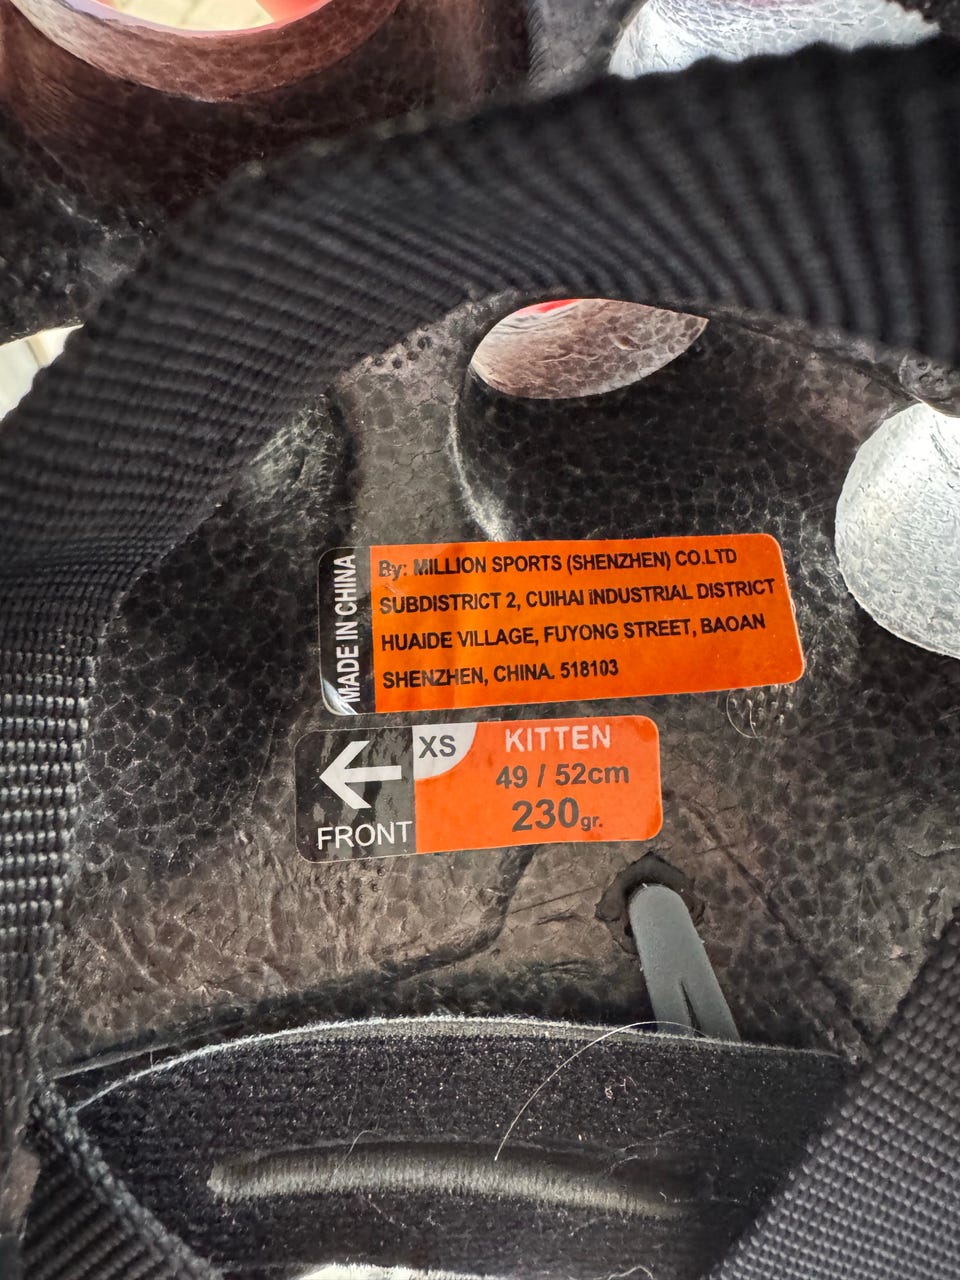 MADE IN CHINA
By: MILLION SPORTS (SHENZHEN) CO.LTD
SUBDISTRICT 2, CUIHAI iNDUSTRIAL DISTRICT
HUAIDE VILLAGE, FUYONG STREET, BAOAN
SHENZHEN, CHINA. 518103
XS
KITTEN
49 / 52cm
230gr.
FRONT